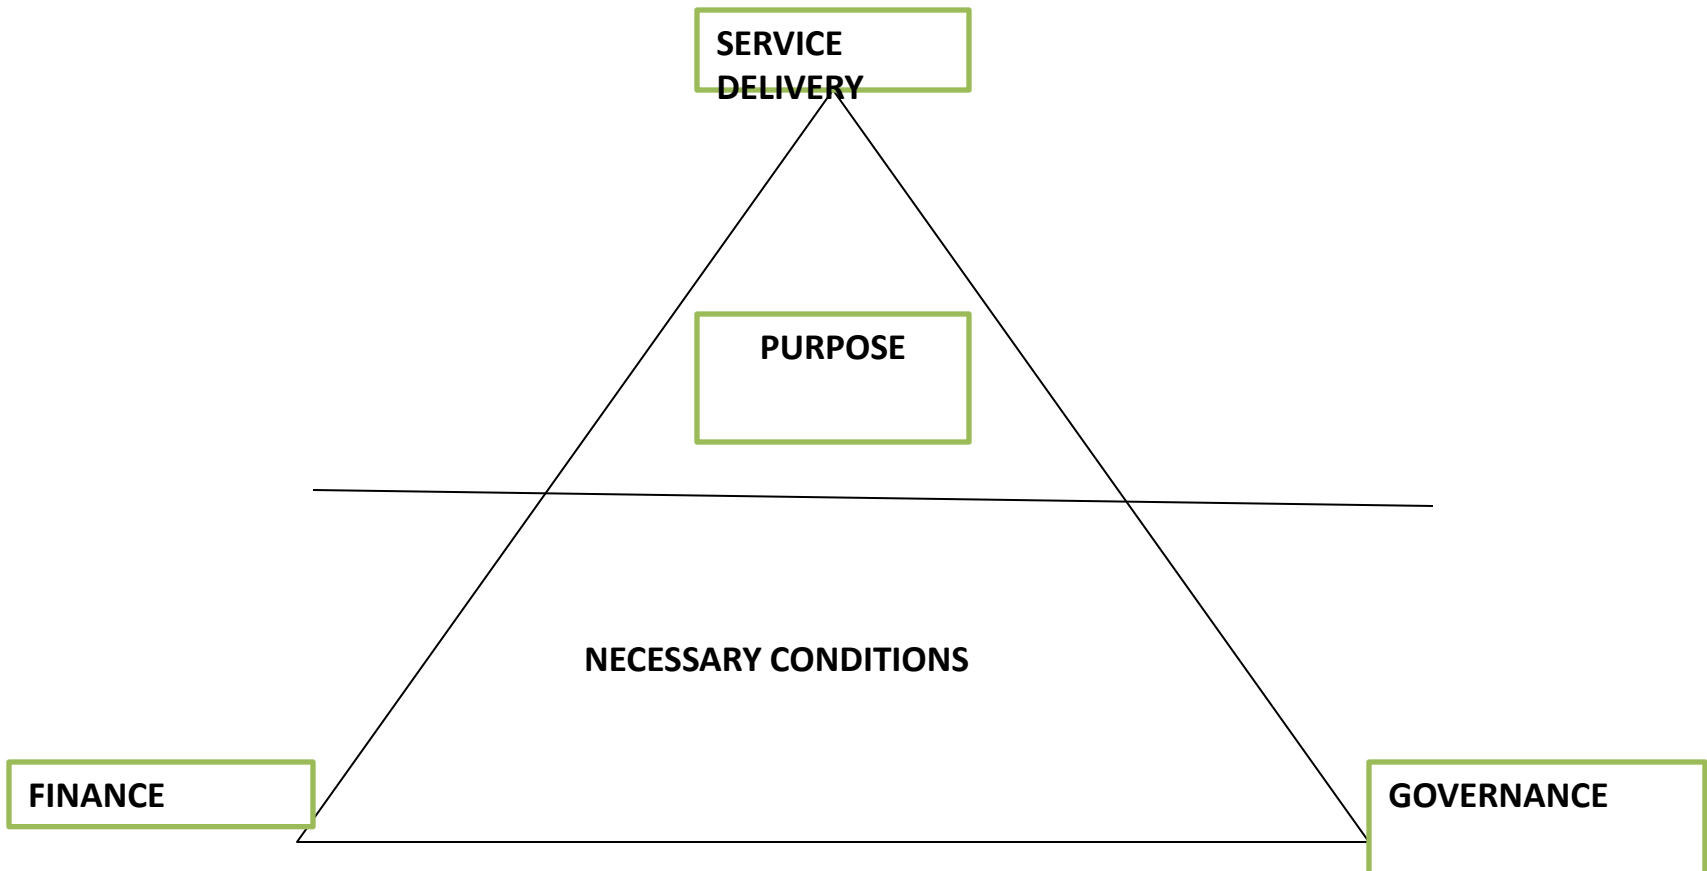 SERVICE
DELIVERY
PURPOSE
NECESSARY CONDITIONS
FINANCE
GOVERNANCE